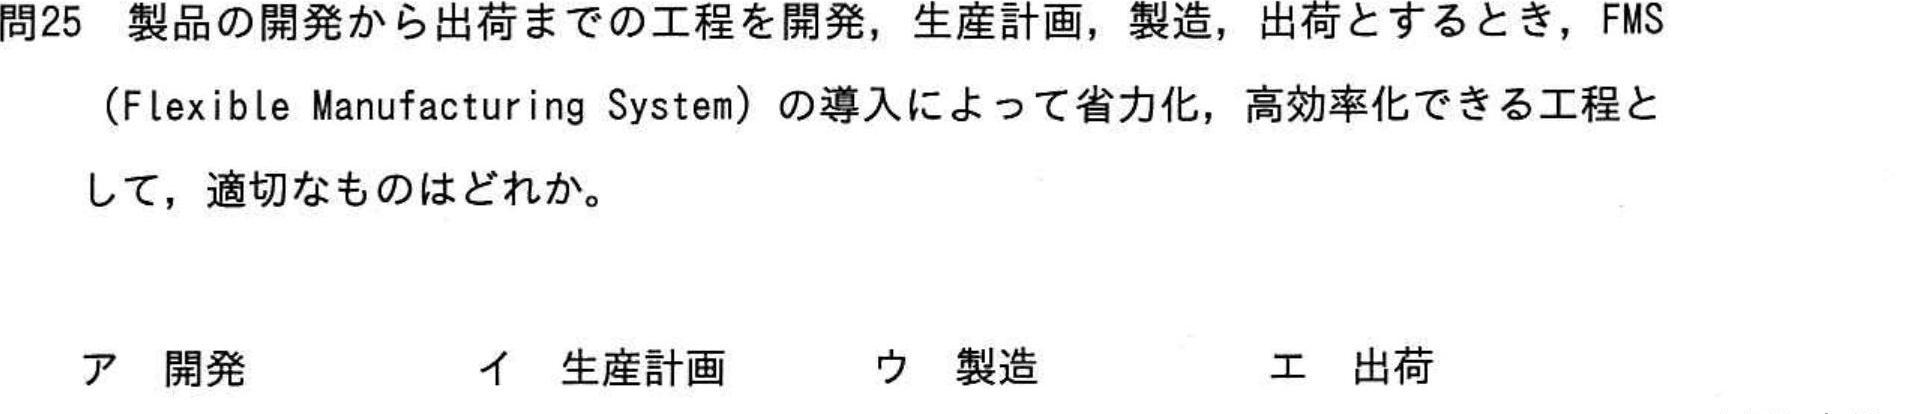 問25　製品の開発から出荷までの工程を開発，生産計画，製造，出荷とするとき，FMS
(Flexible Manufacturing System) の導入によって省力化，高効率化できる工程と
して，適切なものはどれか。
ア　開発　イ　生産計画　ウ　製造　エ　出荷